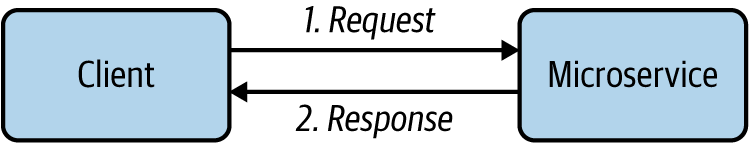 1. Request
Client
Microservice
2. Response